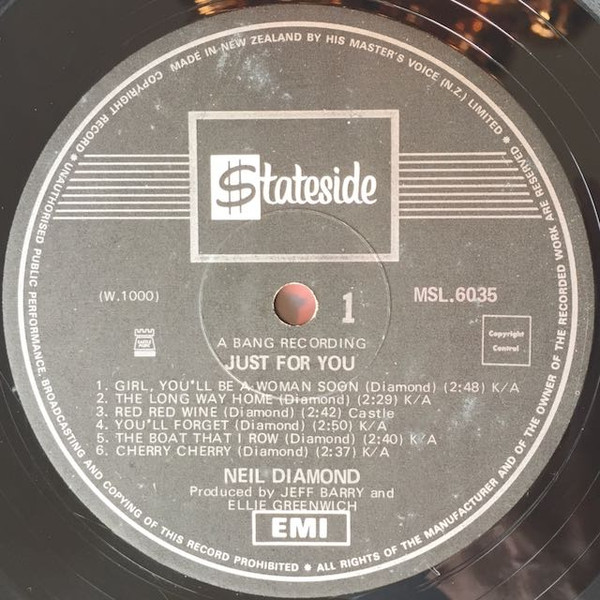 COPYRIGHT RECORD MADE IN NEW ZEALAND BY HIS MASTER'S VOICE (N.Z.) LIMITED
$tateside
(W.1000)
1
MSL.6035
A BANG RECORDING
Copyright
Control
JUST FOR YOU
1. GIRL, YOU'LL BE A WOMAN SOON (Diamond) (2:48) K/A
2. THE LONG WAY HOME (Diamond) (2:29) K/A
3. RED RED WINE (Diamond) (2:42) Castle
4. YOU'LL FORGET (Diamond) (2:50) K/A
5. THE BOAT THAT I ROW (Diamond) (2:40) K/A
6. CHERRY CHERRY (Diamond) (2:37) K/A
NEIL DIAMOND
Produced by JEFF BARRY and
ELLIE GREENWICH
EMI
UNAUTHORISED PUBLIC PERFORMANCE, BROADCASTING AND COPYING OF THIS RECORD PROHIBITED • ALL RIGHTS OF THE MANUFACTURER AND OF THE OWNER OF THE RECORDED WORK ARE RESERVED